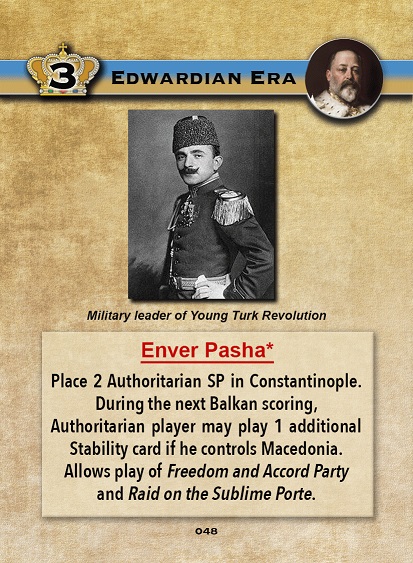 3
EDWARDIAN ERA
Military leader of Young Turk Revolution
Enver Pasha*
Place 2 Authoritarian SP in Constantinople.
During the next Balkan scoring,
Authoritarian player may play 1 additional
Stability card if he controls Macedonia.
Allows play of Freedom and Accord Party
and Raid on the Sublime Porte.
048